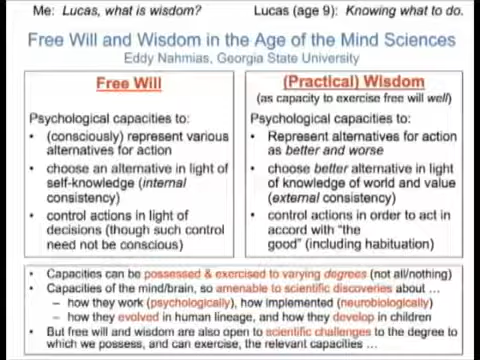 Me: Lucas, what is wisdom? Lucas (age 9): Knowing what to do.
Free Will and Wisdom in the Age of the Mind Sciences
Eddy Nahmias, Georgia State University
Free Will
Psychological capacities to:
• (consciously) represent various
alternatives for action
• choose an alternative in light of
self-knowledge (internal
consistency)
• control actions in light of
decisions (though such control
need not be conscious)
(Practical) Wisdom
(as capacity to exercise free will well)
Psychological capacities to:
• Represent alternatives for action
as better and worse
• choose better alternative in light
of knowledge of world and value
(external consistency)
• control actions in order to act in
accord with “the
good” (including habituation)
• Capacities can be possessed & exercised to varying degrees (not all/nothing)
• Capacities of the mind/brain, so amenable to scientific discoveries about …
– how they work (psychologically), how implemented (neurobiologically)
– how they evolved in human lineage, and how they develop in children
• But free will and wisdom are also open to scientific challenges to the degree to
which we possess, and can exercise, the relevant capacities …